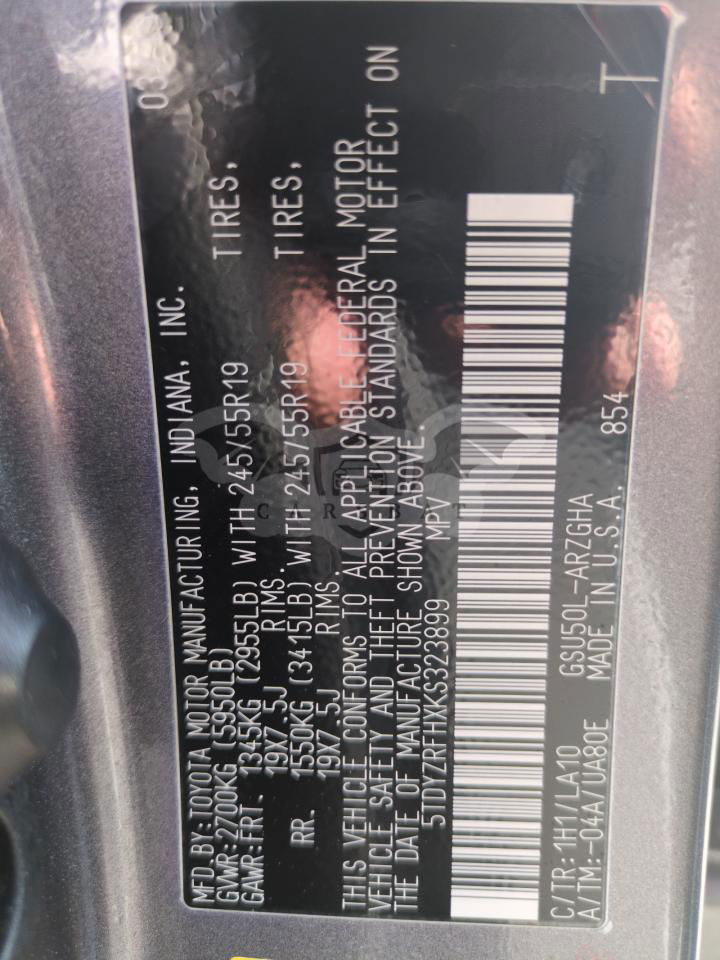 MFD.BY:TOYOTA MOTOR MANUFACTURING, INDIANA, INC. 03
GVWR:2700KG (5950LB)
GAWR:FRT. 1345KG (2955LB) WITH 245/55R19 TIRES,
19X7.5J RIMS.
RR. 1550KG (3415LB) WITH 245/55R19 TIRES,
19X7.5J RIMS.
THIS VEHICLE CONFORMS TO ALL APPLICABLE FEDERAL MOTOR
VEHICLE SAFETY AND THEFT PREVENTION STANDARDS IN EFFECT ON
THE DATE OF MANUFACTURE SHOWN ABOVE.
5TDYZRFHXKS323899 MPV
C/TR:1H1/LA10 GSU50L-ARZGHA T
A/TM:-04A/UA80E MADE IN U.S.A. 854
CARBAT